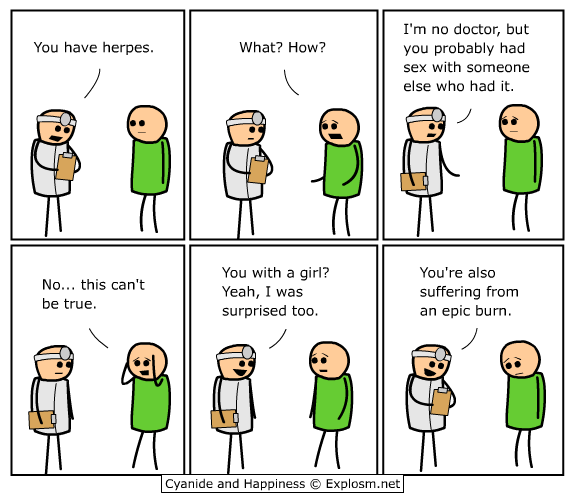 You have herpes.
What? How?
I'm no doctor, but
you probably had
sex with someone
else who had it.
No... this can't
be true.
You with a girl?
Yeah, I was
surprised too.
You're also
suffering from
an epic burn.
Cyanide and Happiness © Explosm.net